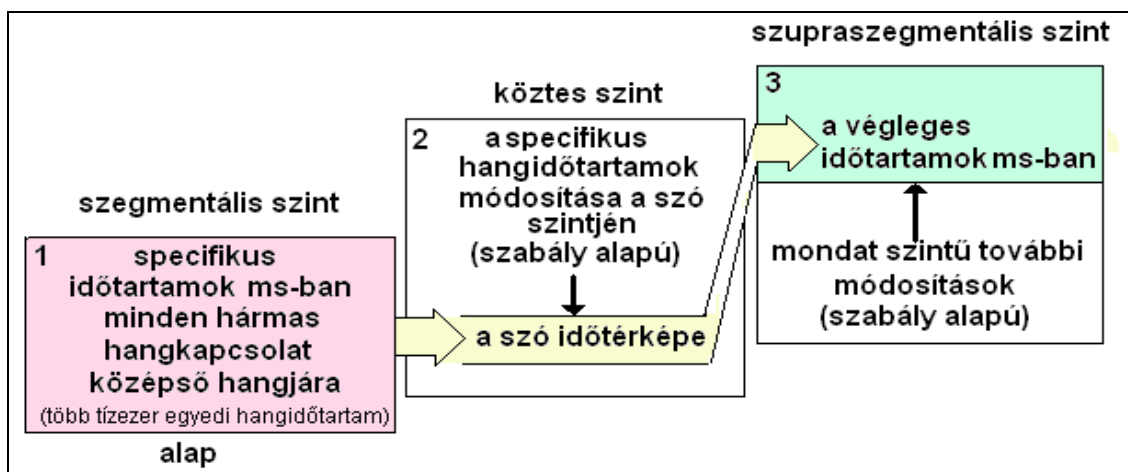 szegmentális szint
1 specifikus
időtartamok ms-ban
minden hármas
hangkapcsolat
középső hangjára
(több tízezer egyedi hangidőtartam)
alap
köztes szint
2 a specifikus
hangidőtartamok
módosítása a szó
szintjén
(szabály alapú)
a szó időtérképe
szupraszegmentális szint
3
a végleges
időtartamok ms-ban
mondat szintű további
módosítások
(szabály alapú)